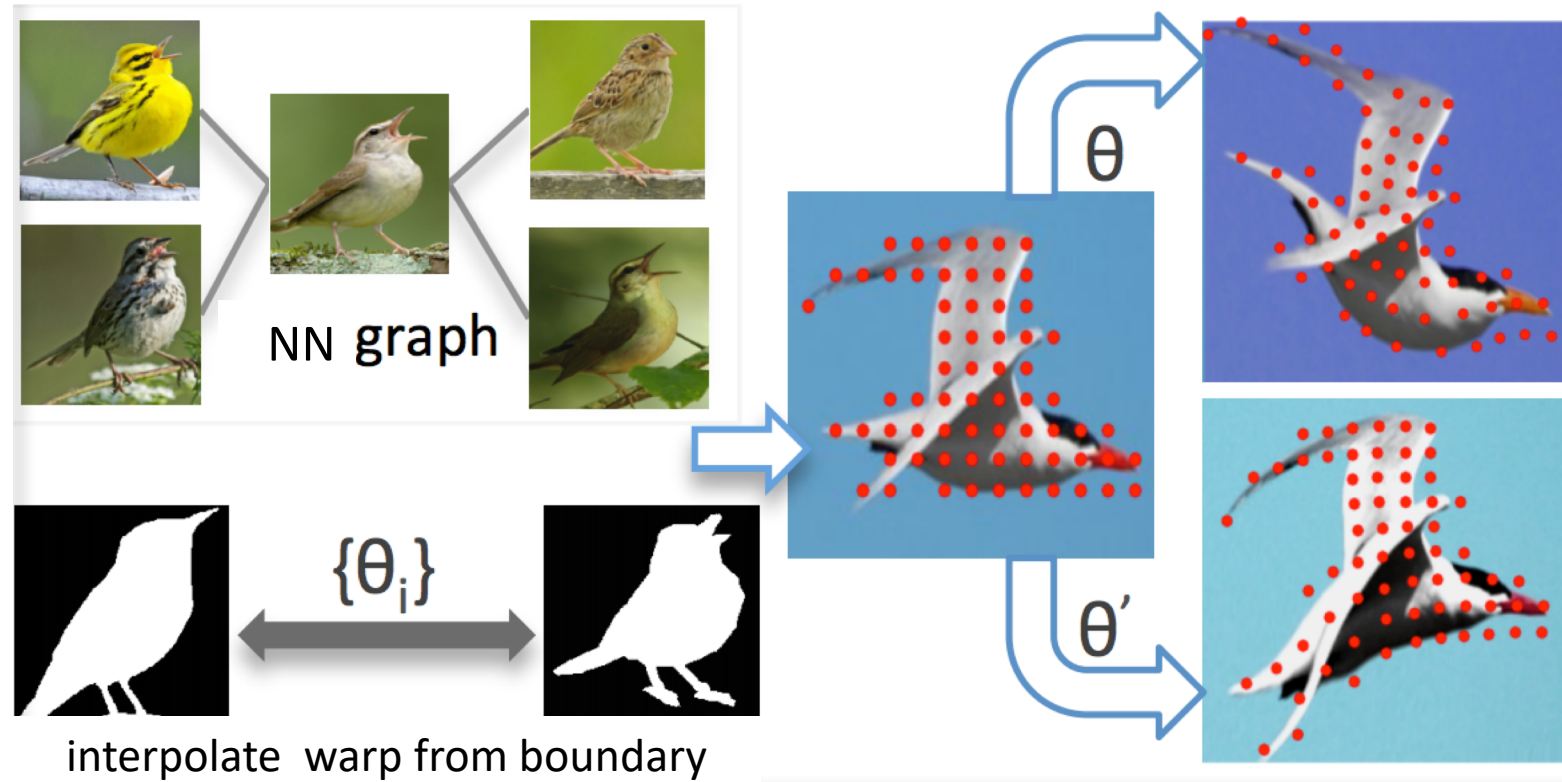 NN graph
{θi}
interpolate warp from boundary
θ
θ′